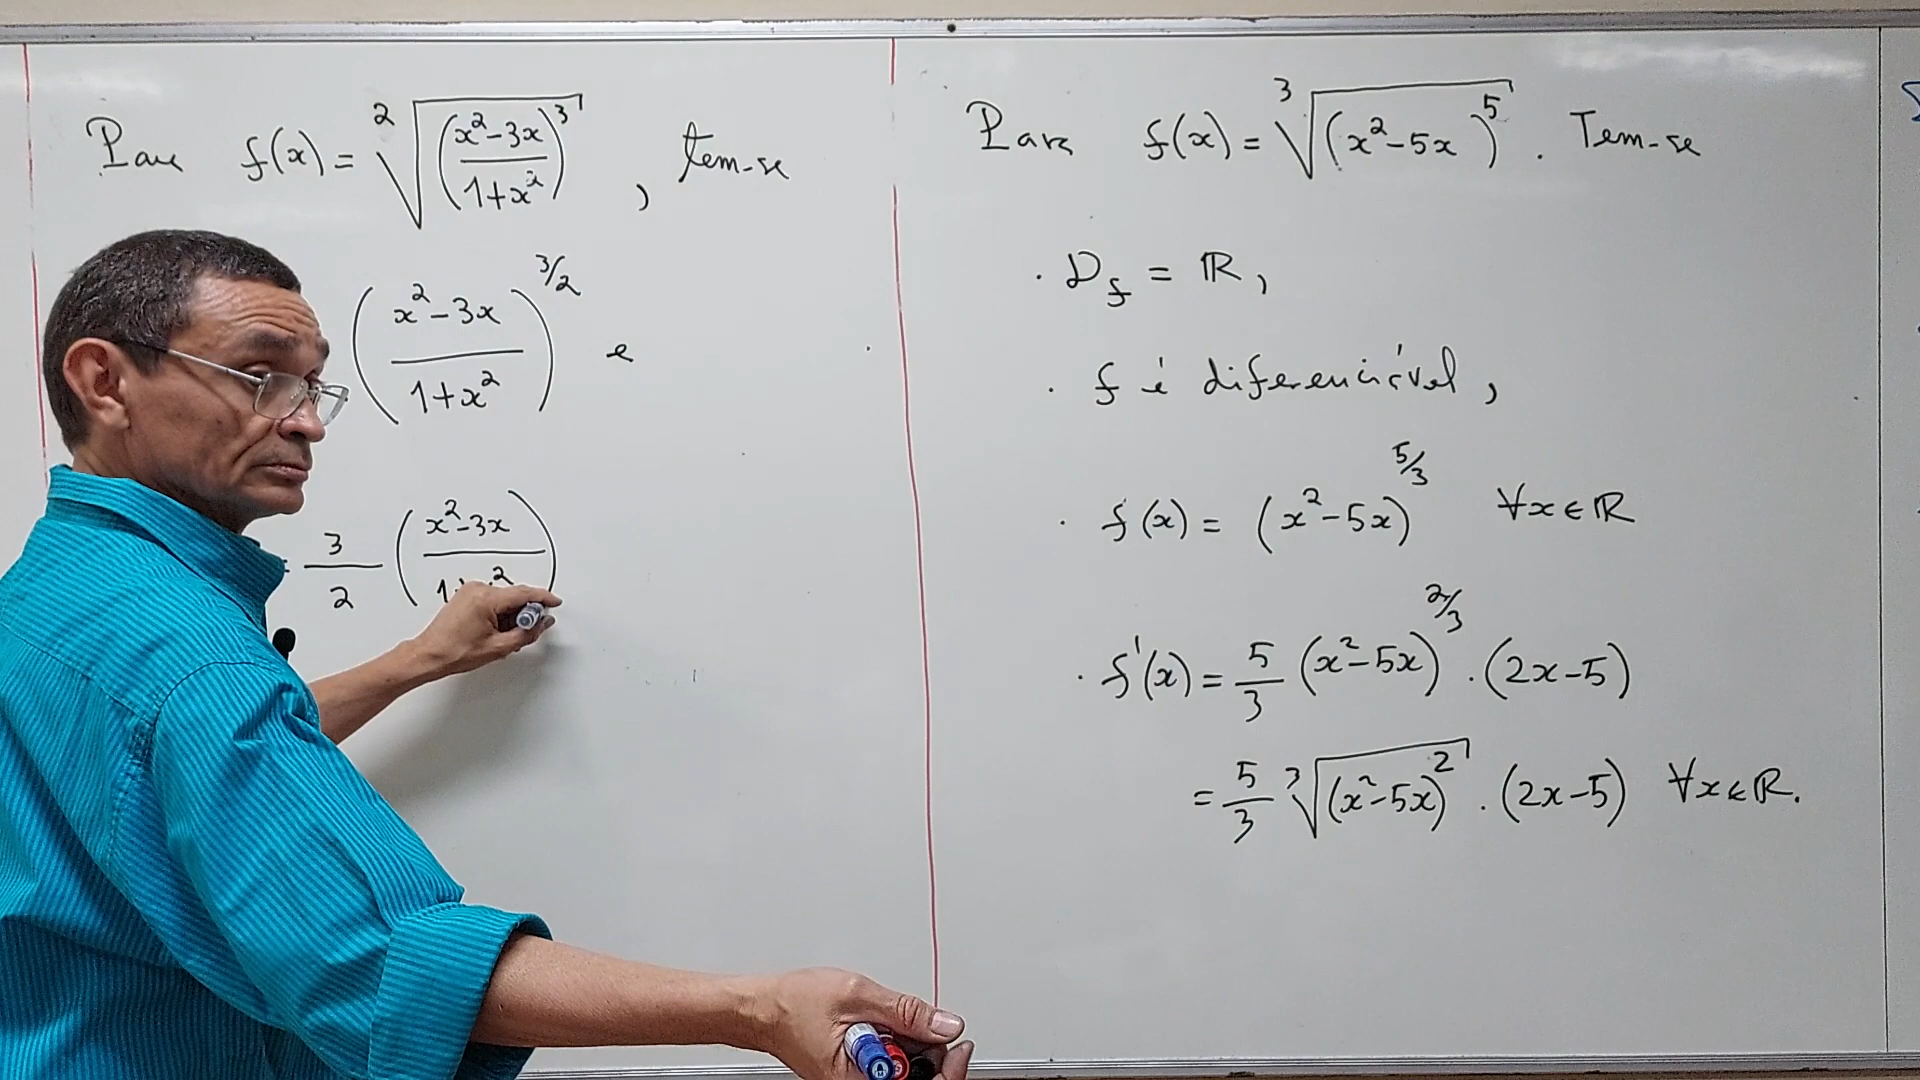 Para f(x) = ²√((x²-3x)/(1+x²))³ , tem-se
((x²-3x)/(1+x²))^3/2 e
= 3/2 ((x²-3x)/(1+x²))
Para f(x) = ³√(x²-5x)⁵ . Tem-se
· D_f = ℝ,
· f é diferenciável,
· f(x) = (x²-5x)^5/3 ∀x∈ℝ
· f'(x) = 5/3 (x²-5x)^2/3 · (2x-5)
= 5/3 ³√(x²-5x)² · (2x-5) ∀x∈ℝ.